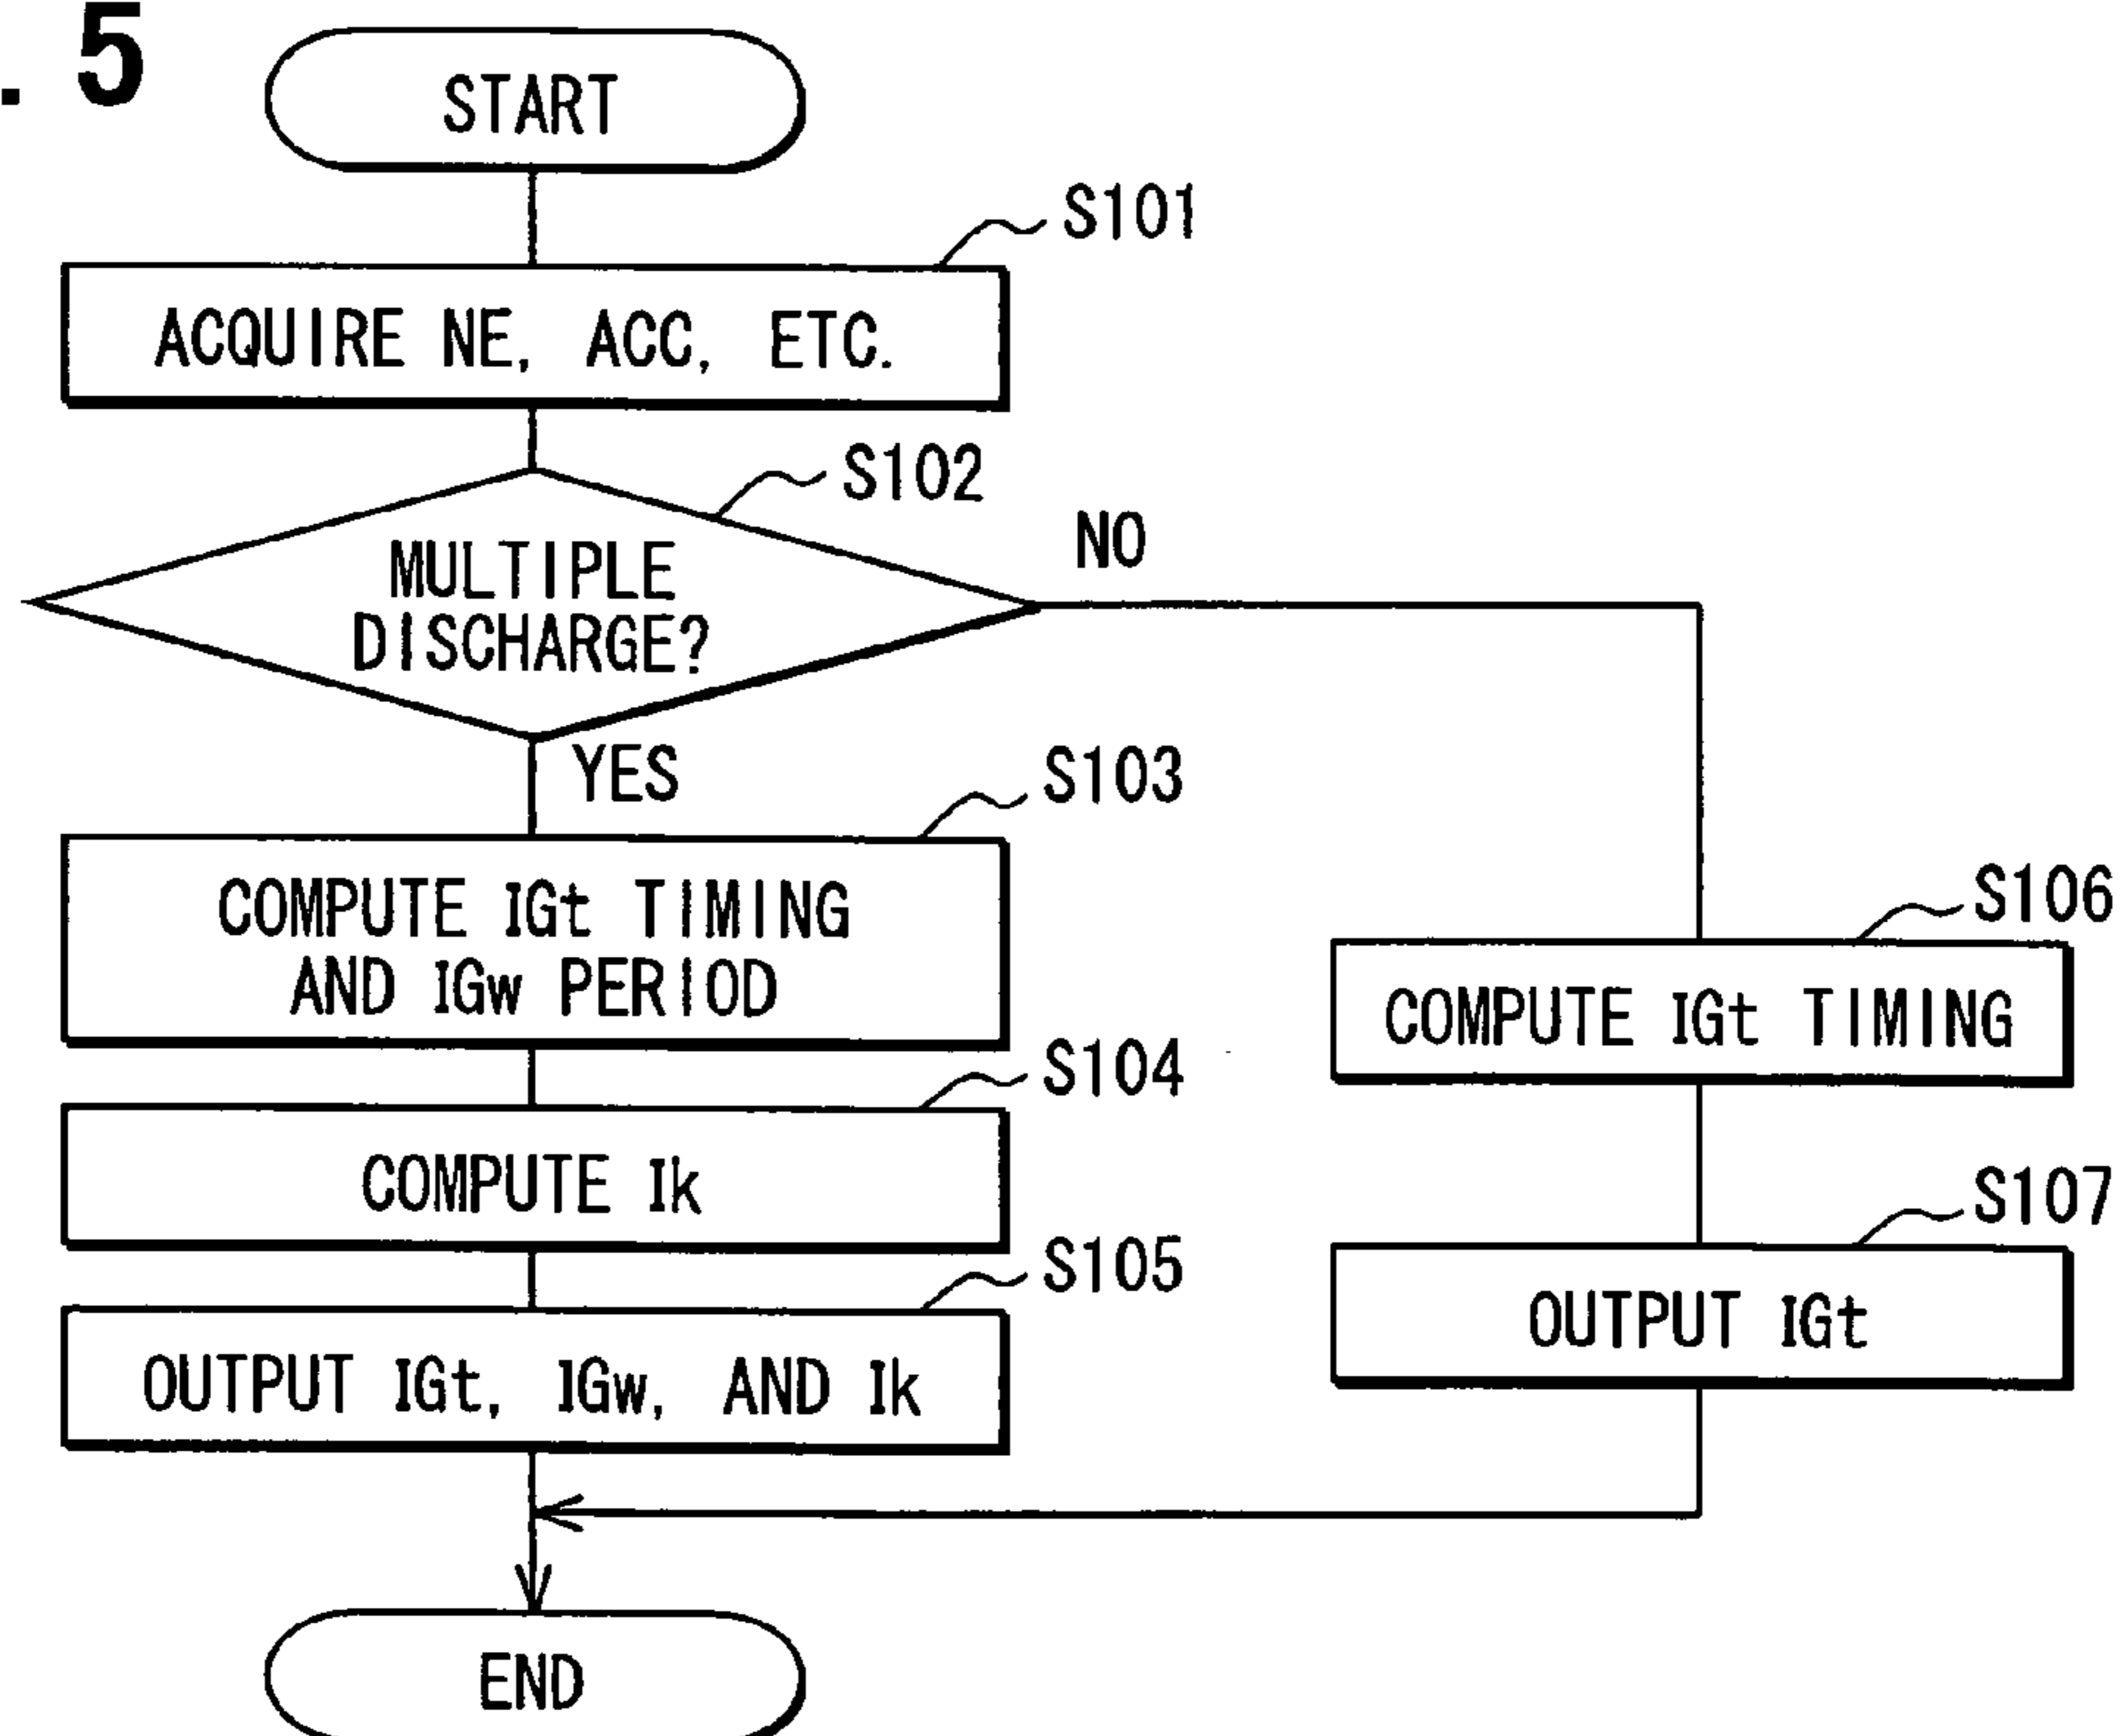 . 5
START
S101
ACQUIRE NE, ACC, ETC.
S102
MULTIPLE
DISCHARGE?
NO
YES
S103
COMPUTE IGt TIMING
AND IGw PERIOD
S104
COMPUTE Ik
S105
OUTPUT IGt, IGw, AND Ik
S106
COMPUTE IGt TIMING
S107
OUTPUT IGt
END